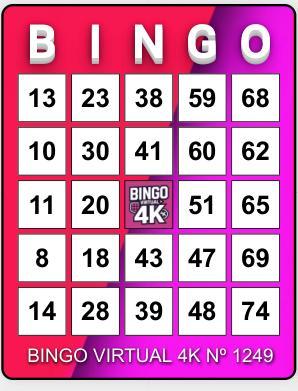 B I N G O
13 23 38 59 68
10 30 41 60 62
11 20 BINGO VIRTUAL 4K 51 65
8 18 43 47 69
14 28 39 48 74
BINGO VIRTUAL 4K Nº 1249